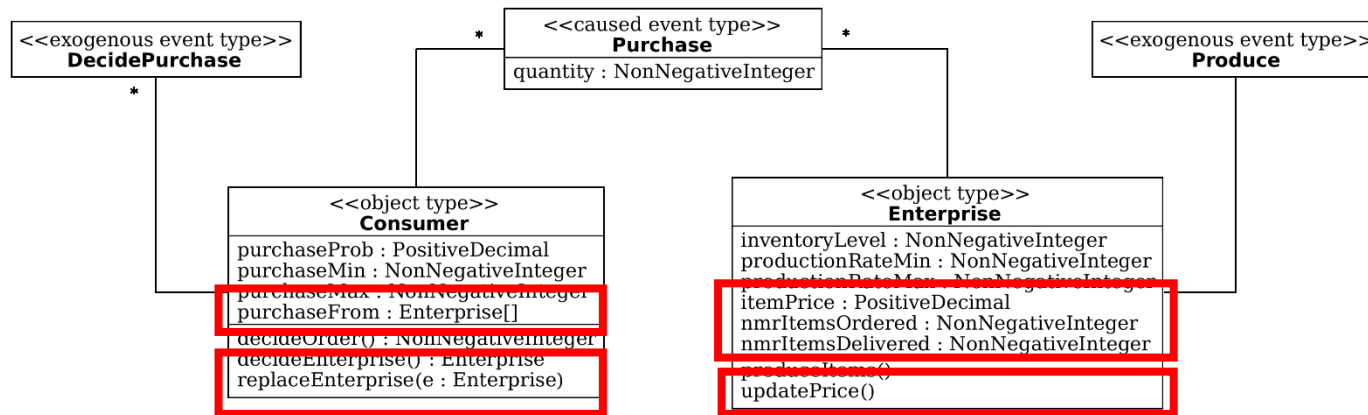 <<exogenous event type>>
DecidePurchase
*
*
<<caused event type>>
Purchase
quantity : NonNegativeInteger
*
<<exogenous event type>>
Produce
<<object type>>
Consumer
purchaseProb : PositiveDecimal
purchaseMin : NonNegativeInteger
purchaseMax : NonNegativeInteger
purchaseFrom : Enterprise[]
decideOrder() : NonNegativeInteger
decideEnterprise() : Enterprise
replaceEnterprise(e : Enterprise)
<<object type>>
Enterprise
inventoryLevel : NonNegativeInteger
productionRateMin : NonNegativeInteger
productionRateMax : NonNegativeInteger
itemPrice : PositiveDecimal
nmrItemsOrdered : NonNegativeInteger
nmrItemsDelivered : NonNegativeInteger
produceItems()
updatePrice()